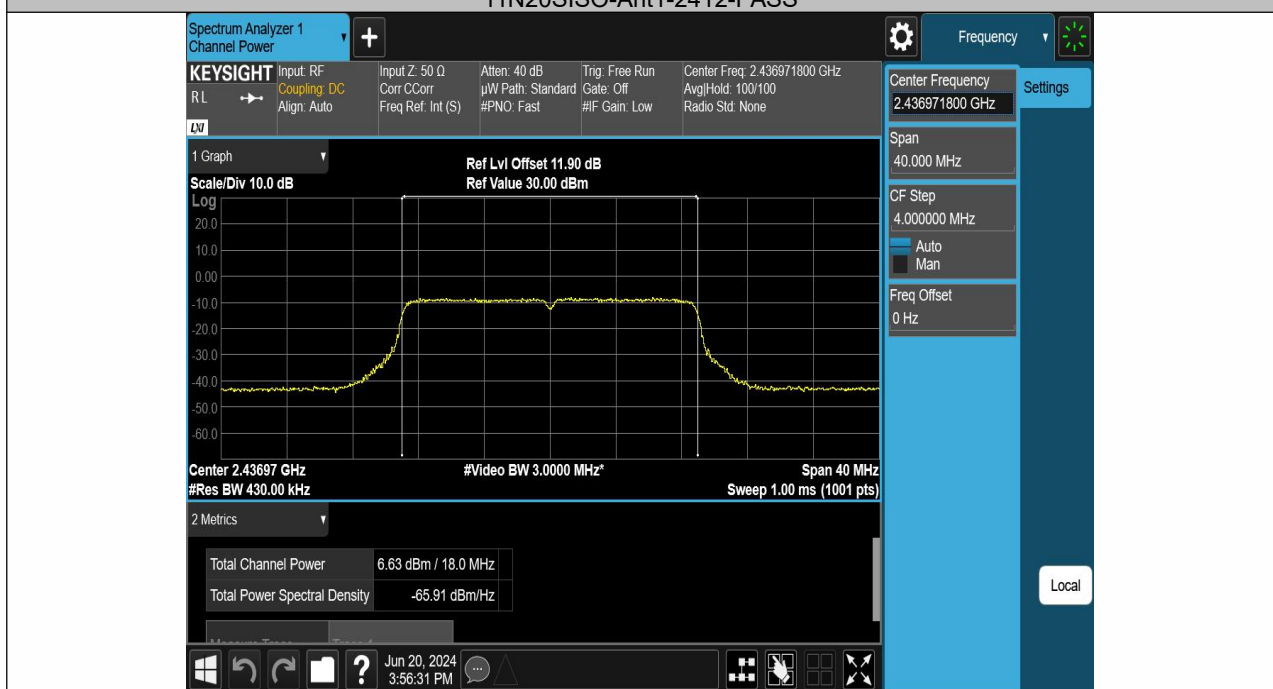 11N20SISO-Ant1-2412-PASS
Spectrum Analyzer 1
Channel Power
Frequency
KEYSIGHT
RL
LXI
Input: RF
Coupling: DC
Align: Auto
Input Z: 50 Ω
Corr CCorr
Freq Ref: Int (S)
Atten: 40 dB
µW Path: Standard
#PNO: Fast
Trig: Free Run
Gate: Off
#IF Gain: Low
Center Freq: 2.436971800 GHz
Avg|Hold: 100/100
Radio Std: None
Center Frequency
2.436971800 GHz
Settings
Span
40.000 MHz
CF Step
4.000000 MHz
Auto
Man
Freq Offset
0 Hz
Local
1 Graph
Scale/Div 10.0 dB
Ref Lvl Offset 11.90 dB
Ref Value 30.00 dBm
Log
20.0
10.0
0.00
-10.0
-20.0
-30.0
-40.0
-50.0
-60.0
Center 2.43697 GHz
#Video BW 3.0000 MHz*
Span 40 MHz
#Res BW 430.00 kHz
Sweep 1.00 ms (1001 pts)
2 Metrics
Total Channel Power 6.63 dBm / 18.0 MHz
Total Power Spectral Density -65.91 dBm/Hz
Jun 20, 2024
3:56:31 PM